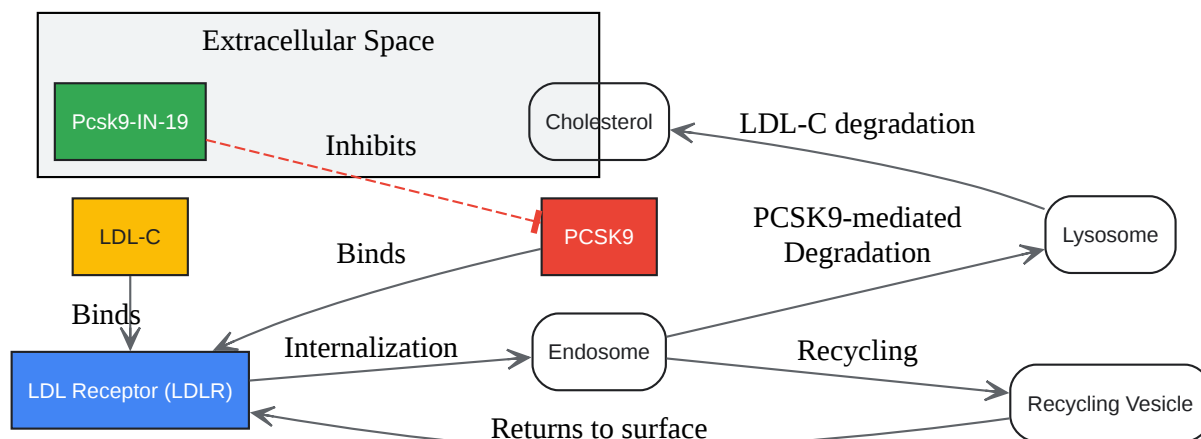 Extracellular Space
Pcsk9-IN-19
Cholesterol
LDL-C degradation
Inhibits
LDL-C
PCSK9
PCSK9-mediated
Degradation
Lysosome
Binds
Binds
LDL Receptor (LDLR)
Internalization
Endosome
Recycling
Recycling Vesicle
Returns to surface